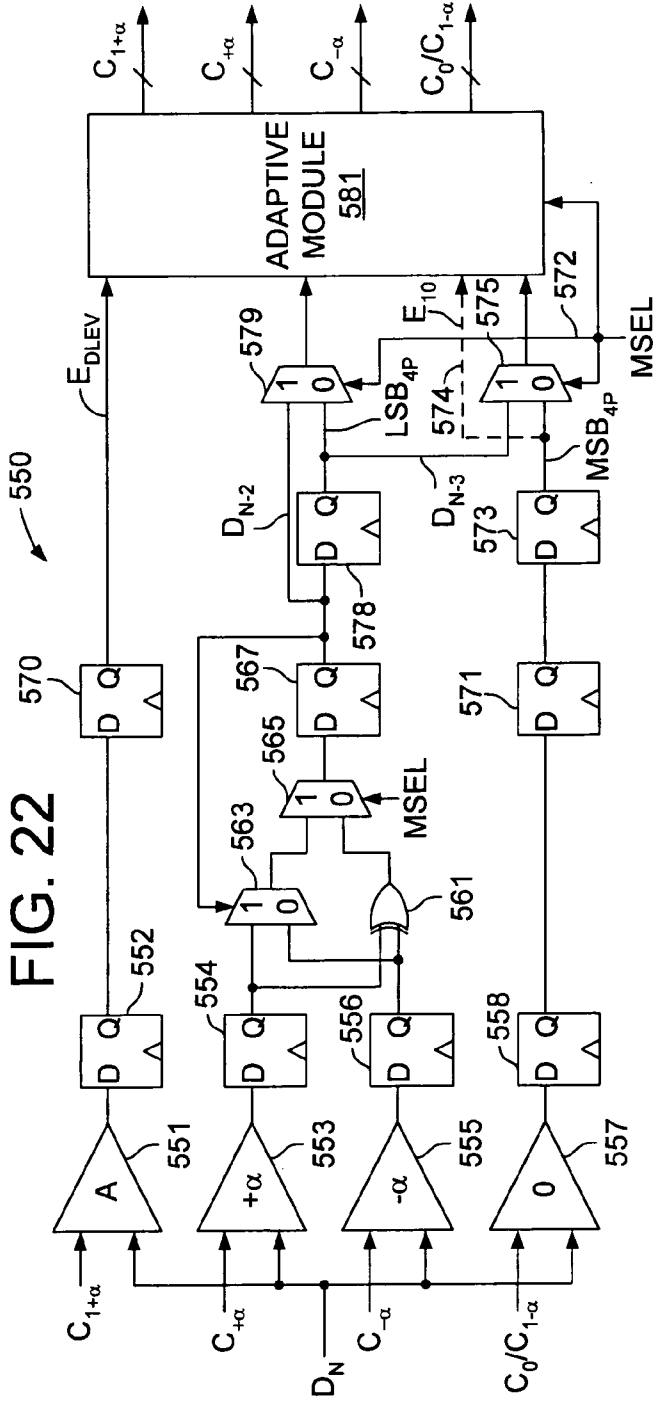 FIG. 22
550
C1+α
A
551
D Q
552
D Q
570
EDLEV
C+α
+α
553
D Q
554
1
0
563
C-α
-α
555
D Q
556
561
1
0
565
MSEL
D Q
567
DN-2
D Q
578
LSB4P
1
0
579
DN
C0/C1-α
0
557
D Q
558
D Q
571
D Q
573
MSB4P
DN-3
574
E10
1
0
575
572
MSEL
ADAPTIVE
MODULE
581
C1+α
C+α
C-α
C0/C1-α